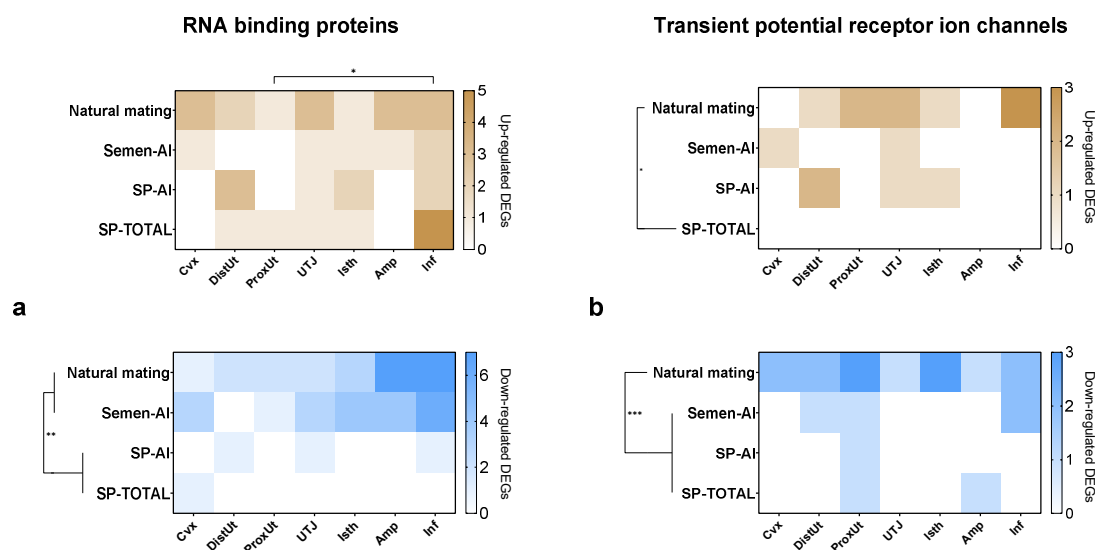 RNA binding proteins
Transient potential receptor ion channels
*
Natural mating
Semen-AI
SP-AI
SP-TOTAL
Cvx
DistUt
ProxUt
UTJ
Isth
Amp
Inf
5
4
3
2
1
0
Up-regulated DEGs
*
Natural mating
Semen-AI
SP-AI
SP-TOTAL
Cvx
DistUt
ProxUt
UTJ
Isth
Amp
Inf
3
2
1
0
Up-regulated DEGs
a
b
**
Natural mating
Semen-AI
SP-AI
SP-TOTAL
Cvx
DistUt
ProxUt
UTJ
Isth
Amp
Inf
6
4
2
0
Down-regulated DEGs
***
Natural mating
Semen-AI
SP-AI
SP-TOTAL
Cvx
DistUt
ProxUt
UTJ
Isth
Amp
Inf
3
2
1
0
Down-regulated DEGs